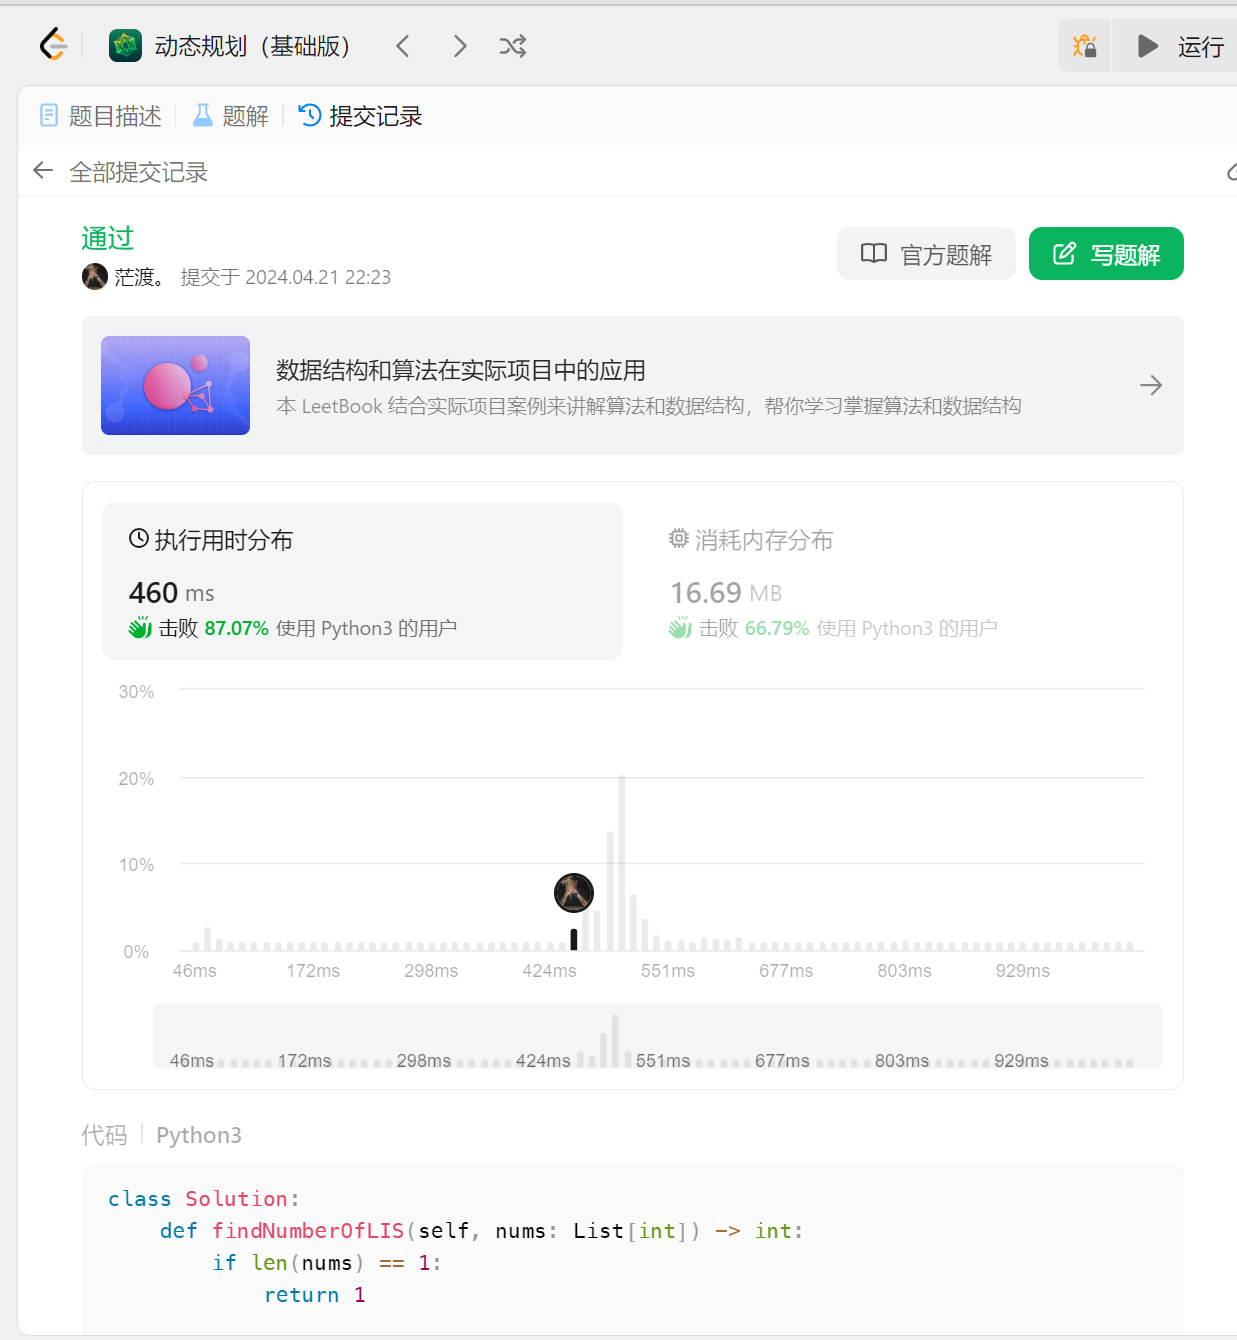 动态规划（基础版）
运行
题目描述 题解 提交记录
全部提交记录
通过
茫渡。 提交于 2024.04.21 22:23
官方题解
写题解
数据结构和算法在实际项目中的应用
本 LeetBook 结合实际项目案例来讲解算法和数据结构，帮你学习掌握算法和数据结构
执行用时分布
460 ms
击败 87.07% 使用 Python3 的用户
消耗内存分布
16.69 MB
击败 66.79% 使用 Python3 的用户
30%
20%
10%
0%
46ms 172ms 298ms 424ms 551ms 677ms 803ms 929ms
46ms 172ms 298ms 424ms 551ms 677ms 803ms 929ms
代码 Python3
class Solution:
    def findNumberOfLIS(self, nums: List[int]) -> int:
        if len(nums) == 1:
            return 1